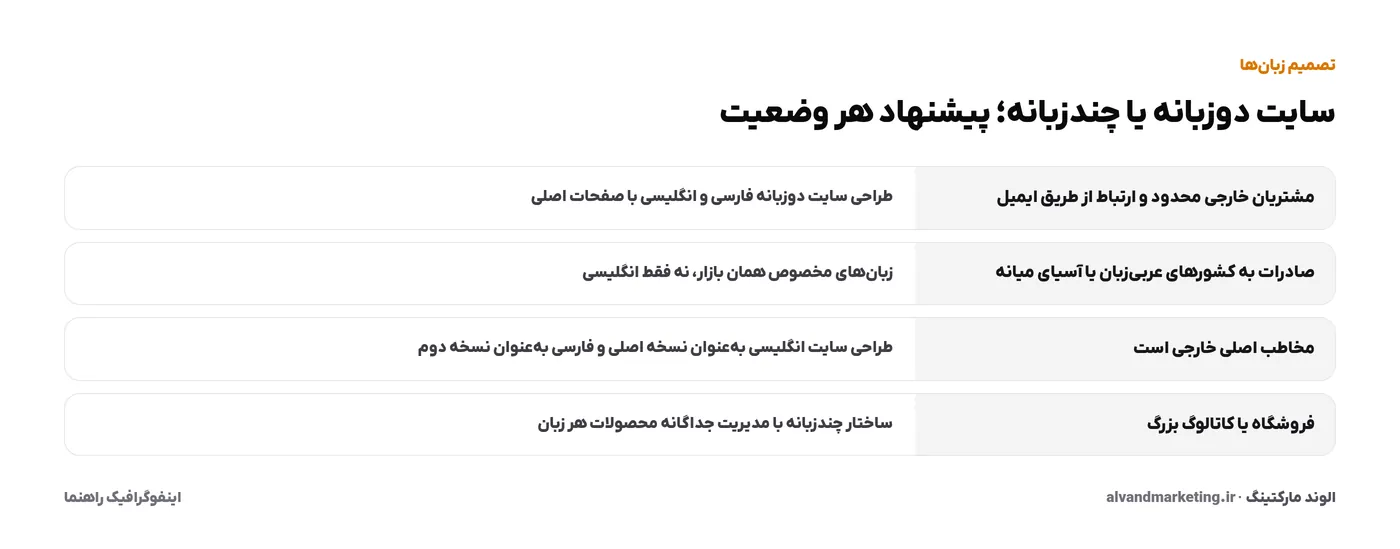 تصمیم زبان‌ها
سایت دوزبانه یا چندزبانه؛ پیشنهاد هر وضعیت
مشتریان خارجی محدود و ارتباط از طریق ایمیل
طراحی سایت دوزبانه فارسی و انگلیسی با صفحات اصلی
صادرات به کشورهای عربی‌زبان یا آسیای میانه
زبان‌های مخصوص همان بازار، نه فقط انگلیسی
مخاطب اصلی خارجی است
طراحی سایت انگلیسی به‌عنوان نسخه اصلی و فارسی به‌عنوان نسخه دوم
فروشگاه یا کاتالوگ بزرگ
ساختار چندزبانه با مدیریت جداگانه محصولات هر زبان
الوند مارکتینگ · alvandmarketing.ir
اینفوگرافیک راهنما